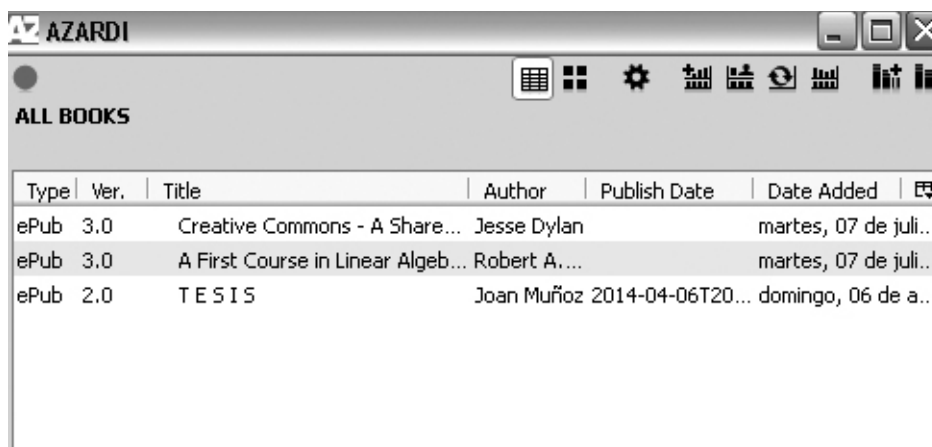 AZ AZARDI
ALL BOOKS
Type Ver. Title Author Publish Date Date Added
ePub 3.0 Creative Commons - A Share... Jesse Dylan martes, 07 de juli...
ePub 3.0 A First Course in Linear Algeb... Robert A.... martes, 07 de juli...
ePub 2.0 T E S I S Joan Muñoz 2014-04-06T20... domingo, 06 de a...